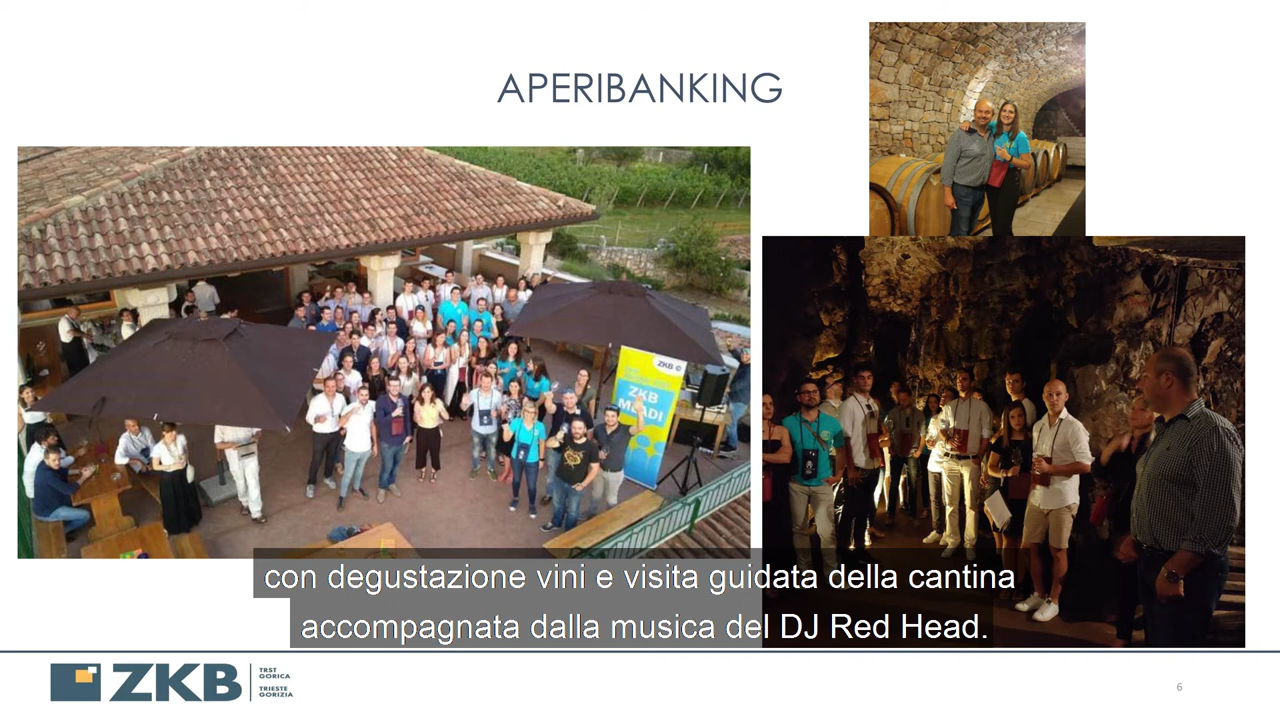 APERIBANKING
ZKB
ZKB
MLADI
con degustazione vini e visita guidata della cantina
accompagnata dalla musica del DJ Red Head.
ZKB
TRST
GORICA
TRIESTE
GORIZIA
6